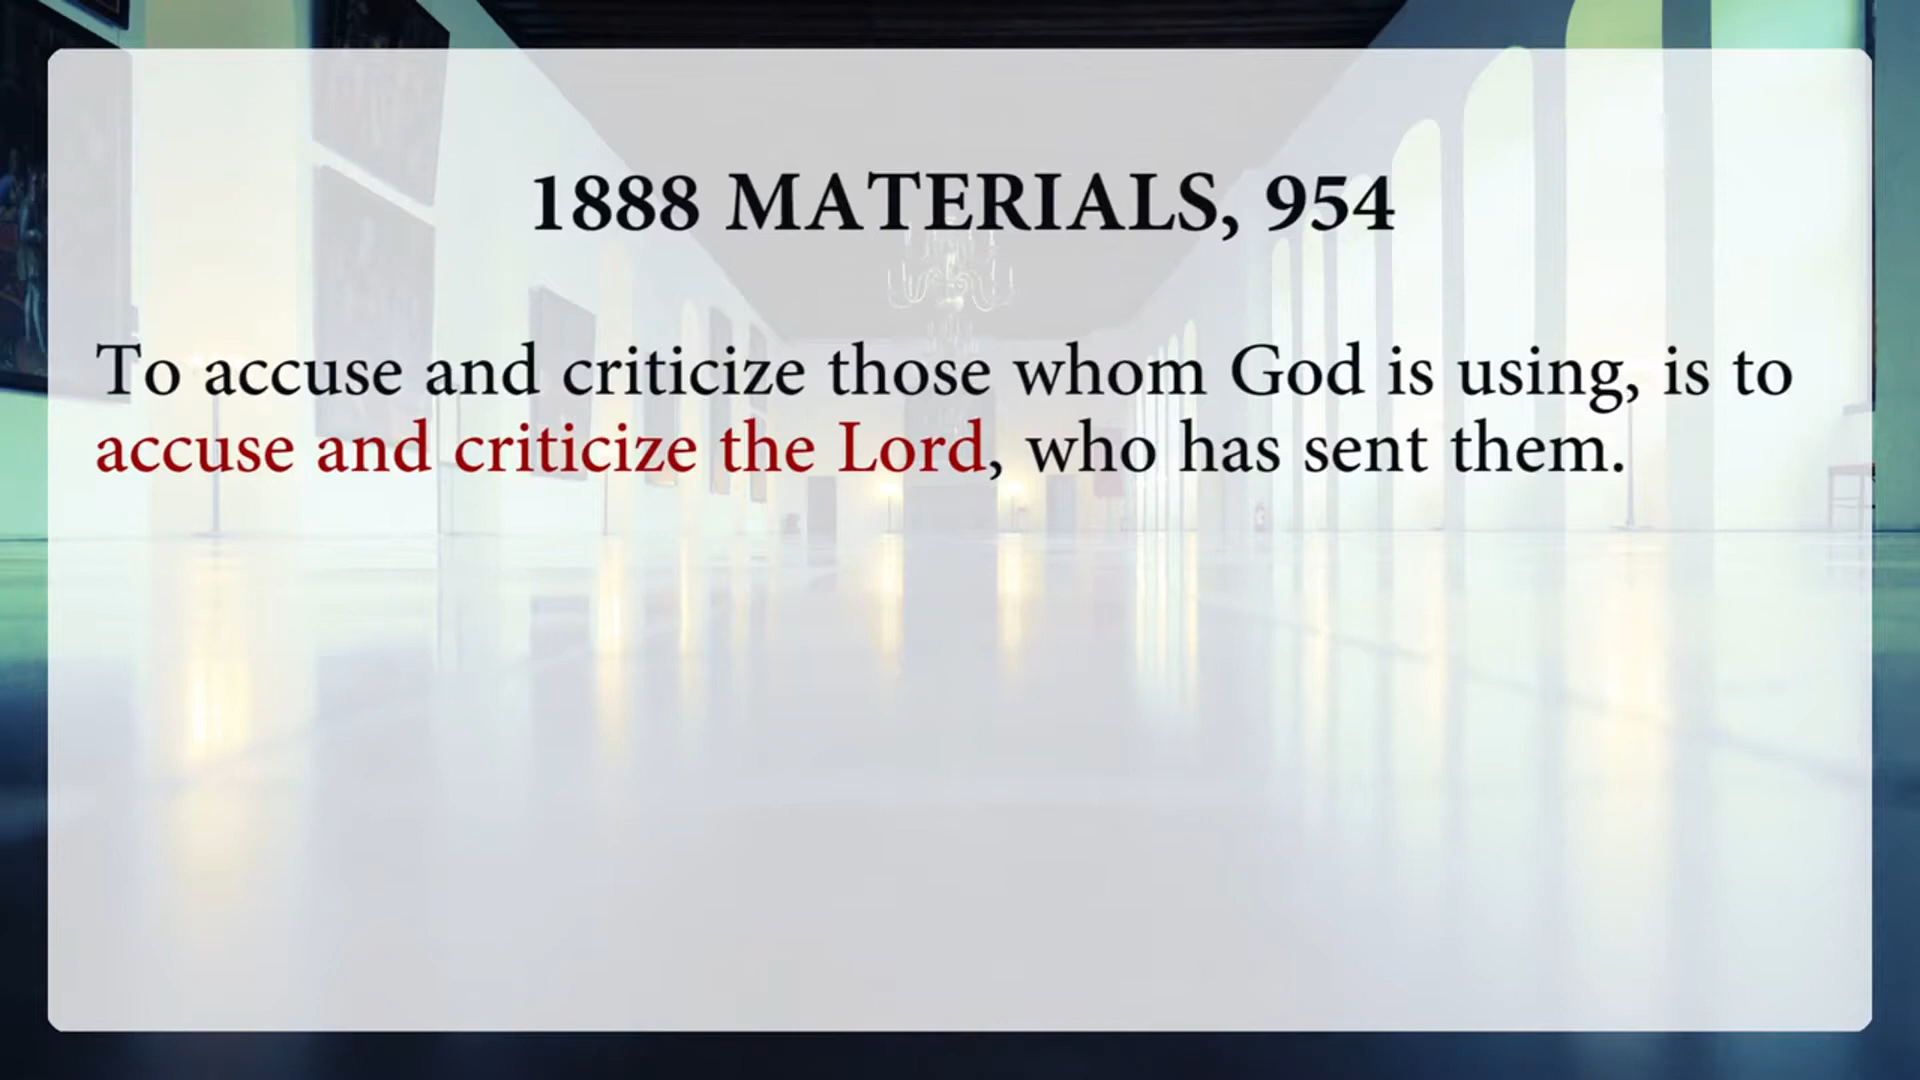 1888 MATERIALS, 954
To accuse and criticize those whom God is using, is to
accuse and criticize the Lord, who has sent them.